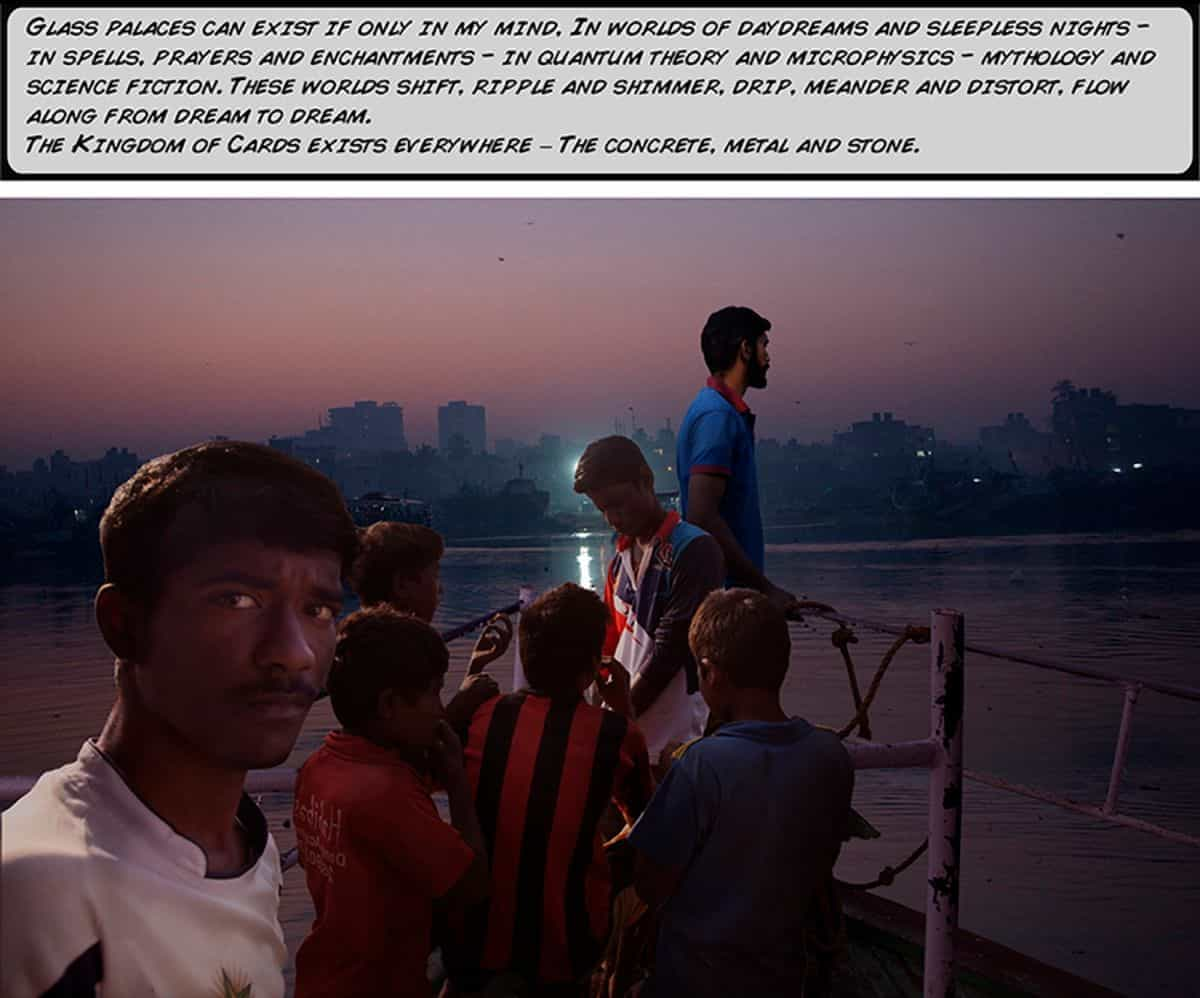 Glass palaces can exist if only in my mind, In worlds of daydreams and sleepless nights –
in spells, prayers and enchantments – in quantum theory and microphysics – mythology and
science fiction. These worlds shift, ripple and shimmer, drip, meander and distort, flow
along from dream to dream.
The Kingdom of Cards exists everywhere – The concrete, metal and stone.